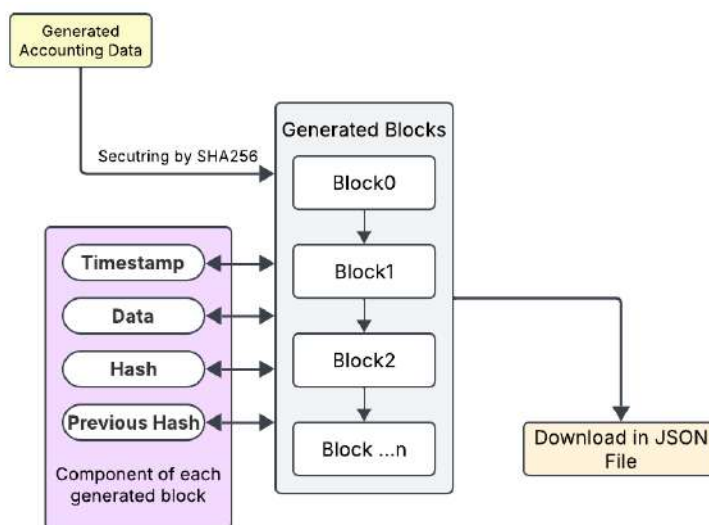 Generated
Accounting Data
Secutring by SHA256
Generated Blocks
Block0
Block1
Block2
Block ...n
Timestamp
Data
Hash
Previous Hash
Component of each
generated block
Download in JSON
File